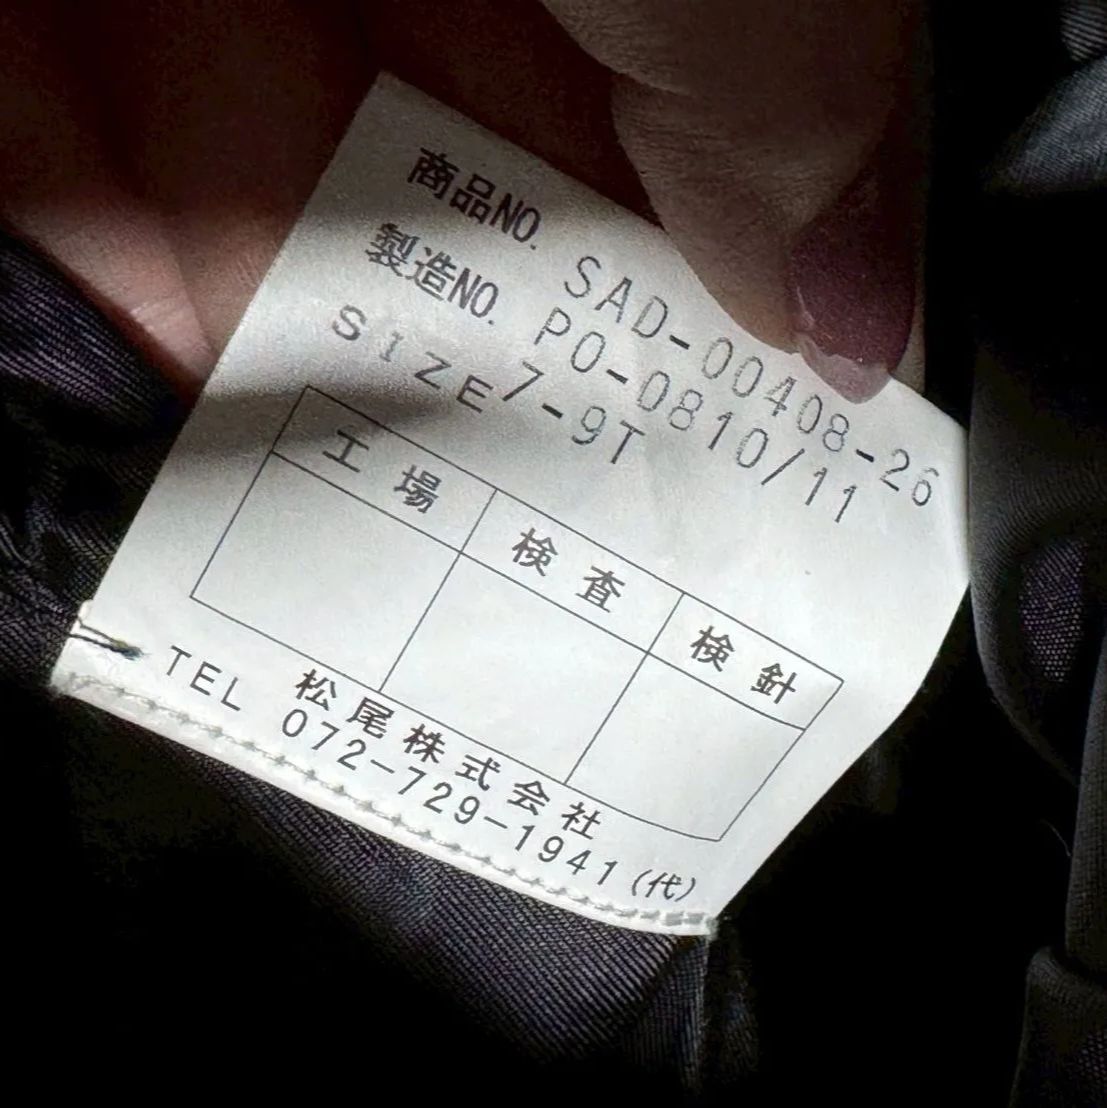 商品NO. SAD-00408-26
製造NO. PO-0810/11
SIZE 7-9T
工場 検査 検針
松尾株式会社
TEL 072-729-1941(代)